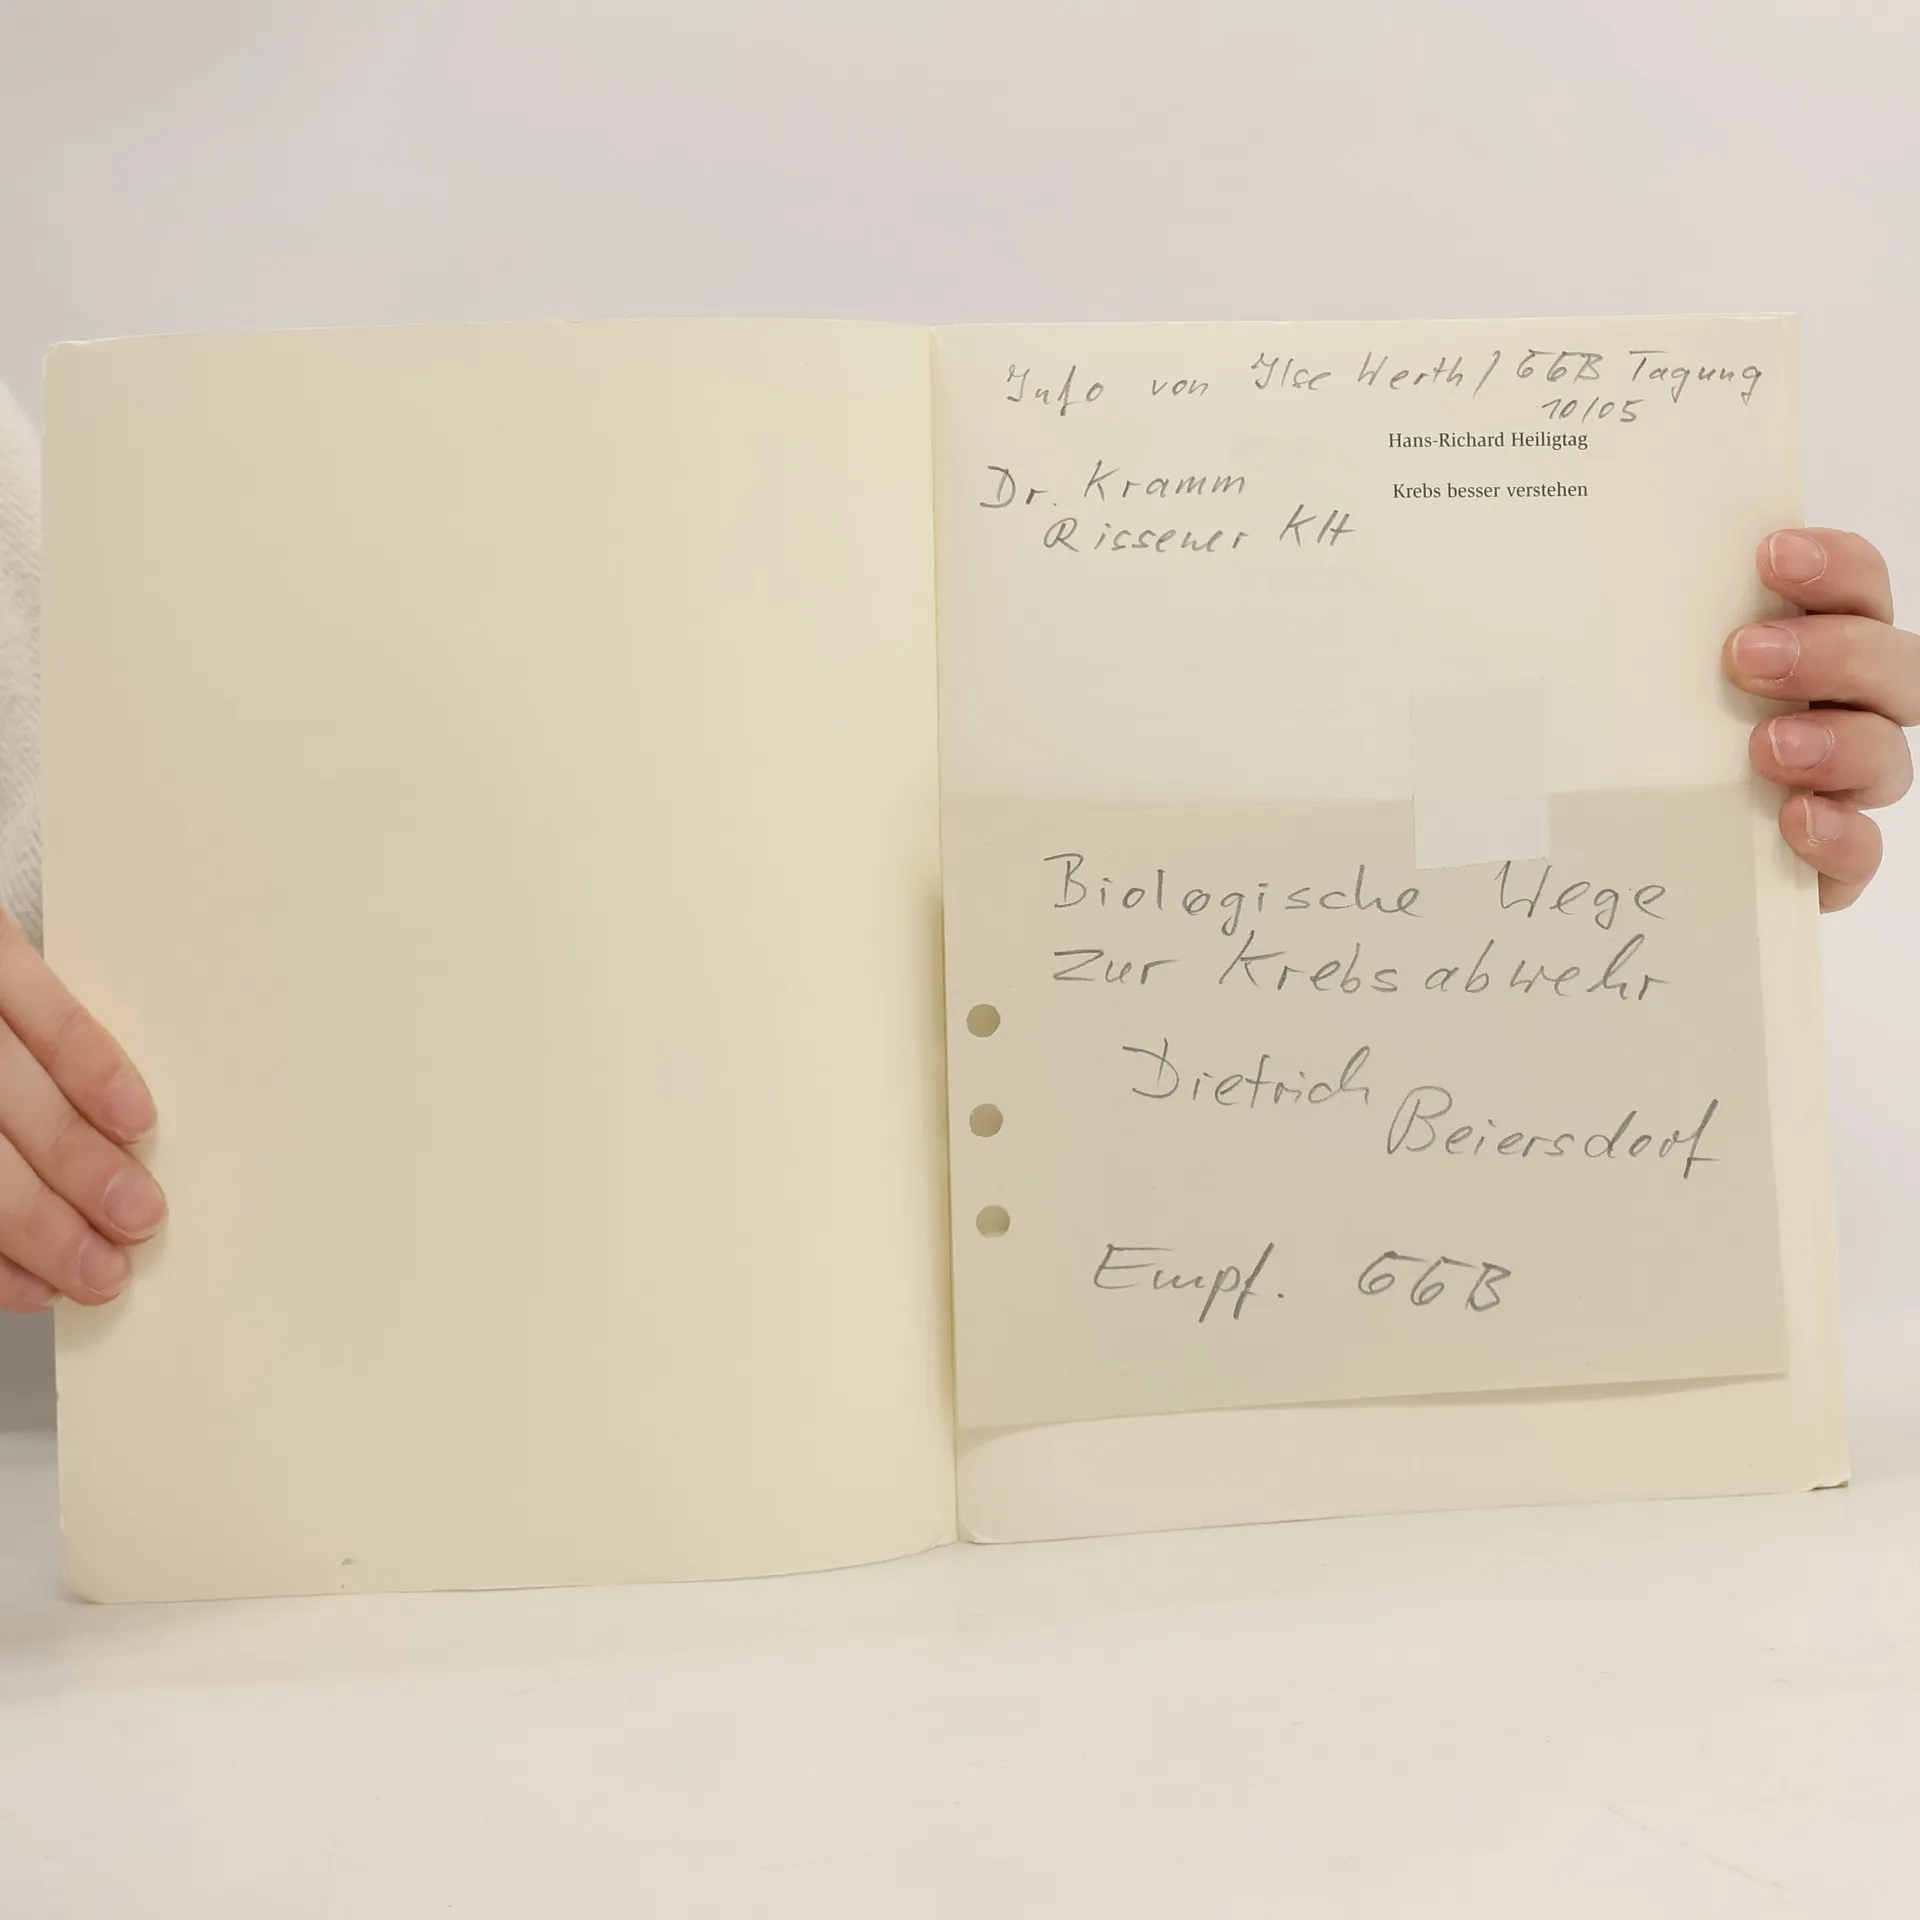 Info von Ilse Werth / GGB Tagung
10/05
Hans-Richard Heiligtag
Dr. Kramm
Krebs besser verstehen
Rissener KH
Biologische Wege
zur Krebsabwehr
Dietrich
Beiersdorf
Empf. GGB